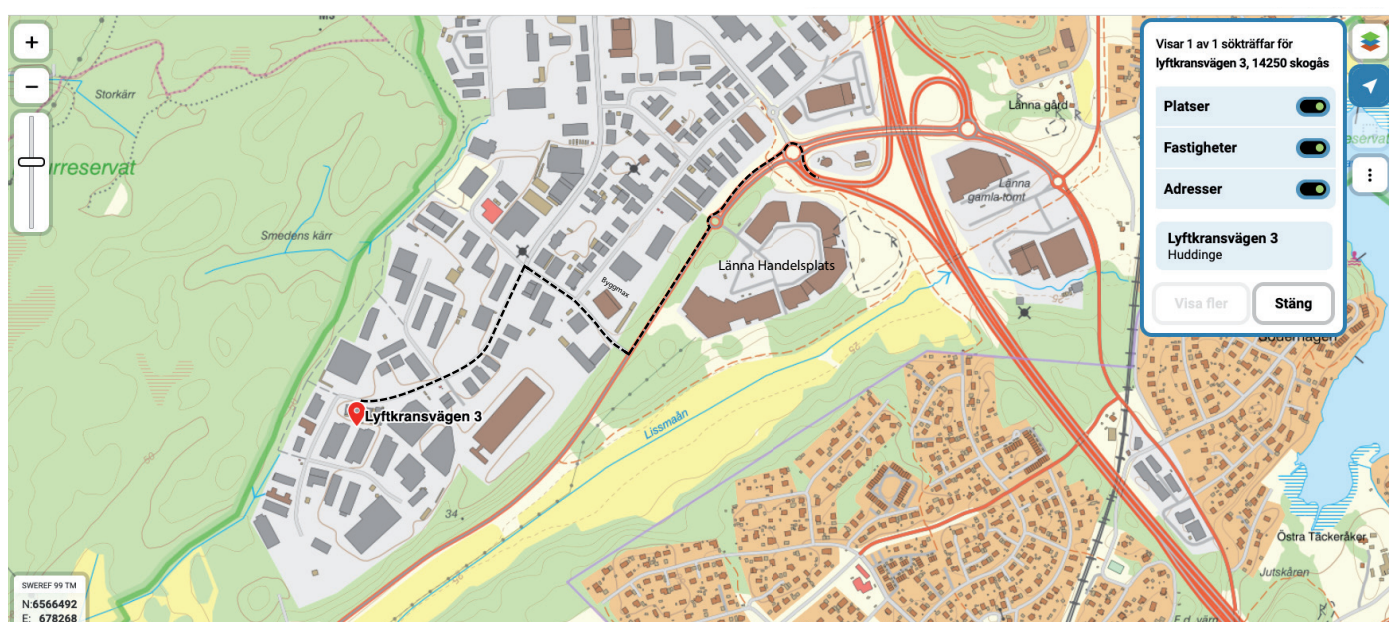 +
−
M5
Storkärr
rreservat
Smedens kärr
Byggmax
Länna Handelsplats
Länna gård
Länna
gamla tomt
Lyftkransvägen 3
Lissmaån
34
Visar 1 av 1 sökträffar för
lyftkransvägen 3, 14250 skogås
Platser
Fastigheter
Adresser
Lyftkransvägen 3
Huddinge
Visa fler
Stäng
reservat
Östra Täckeråker
Jutskåren
SWEREF 99 TM
N:6566492
E: 678268